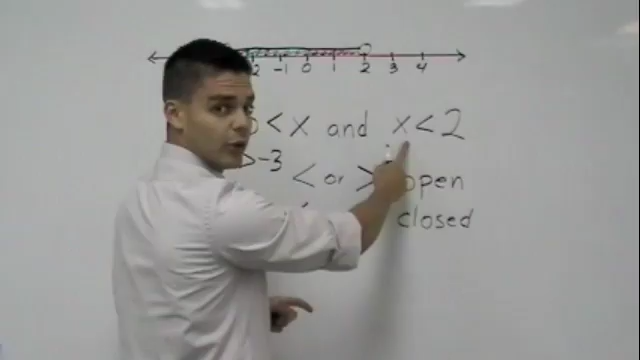 2 -1 0 1 2 3 4
< x and x < 2
> -3 < or > open
closed